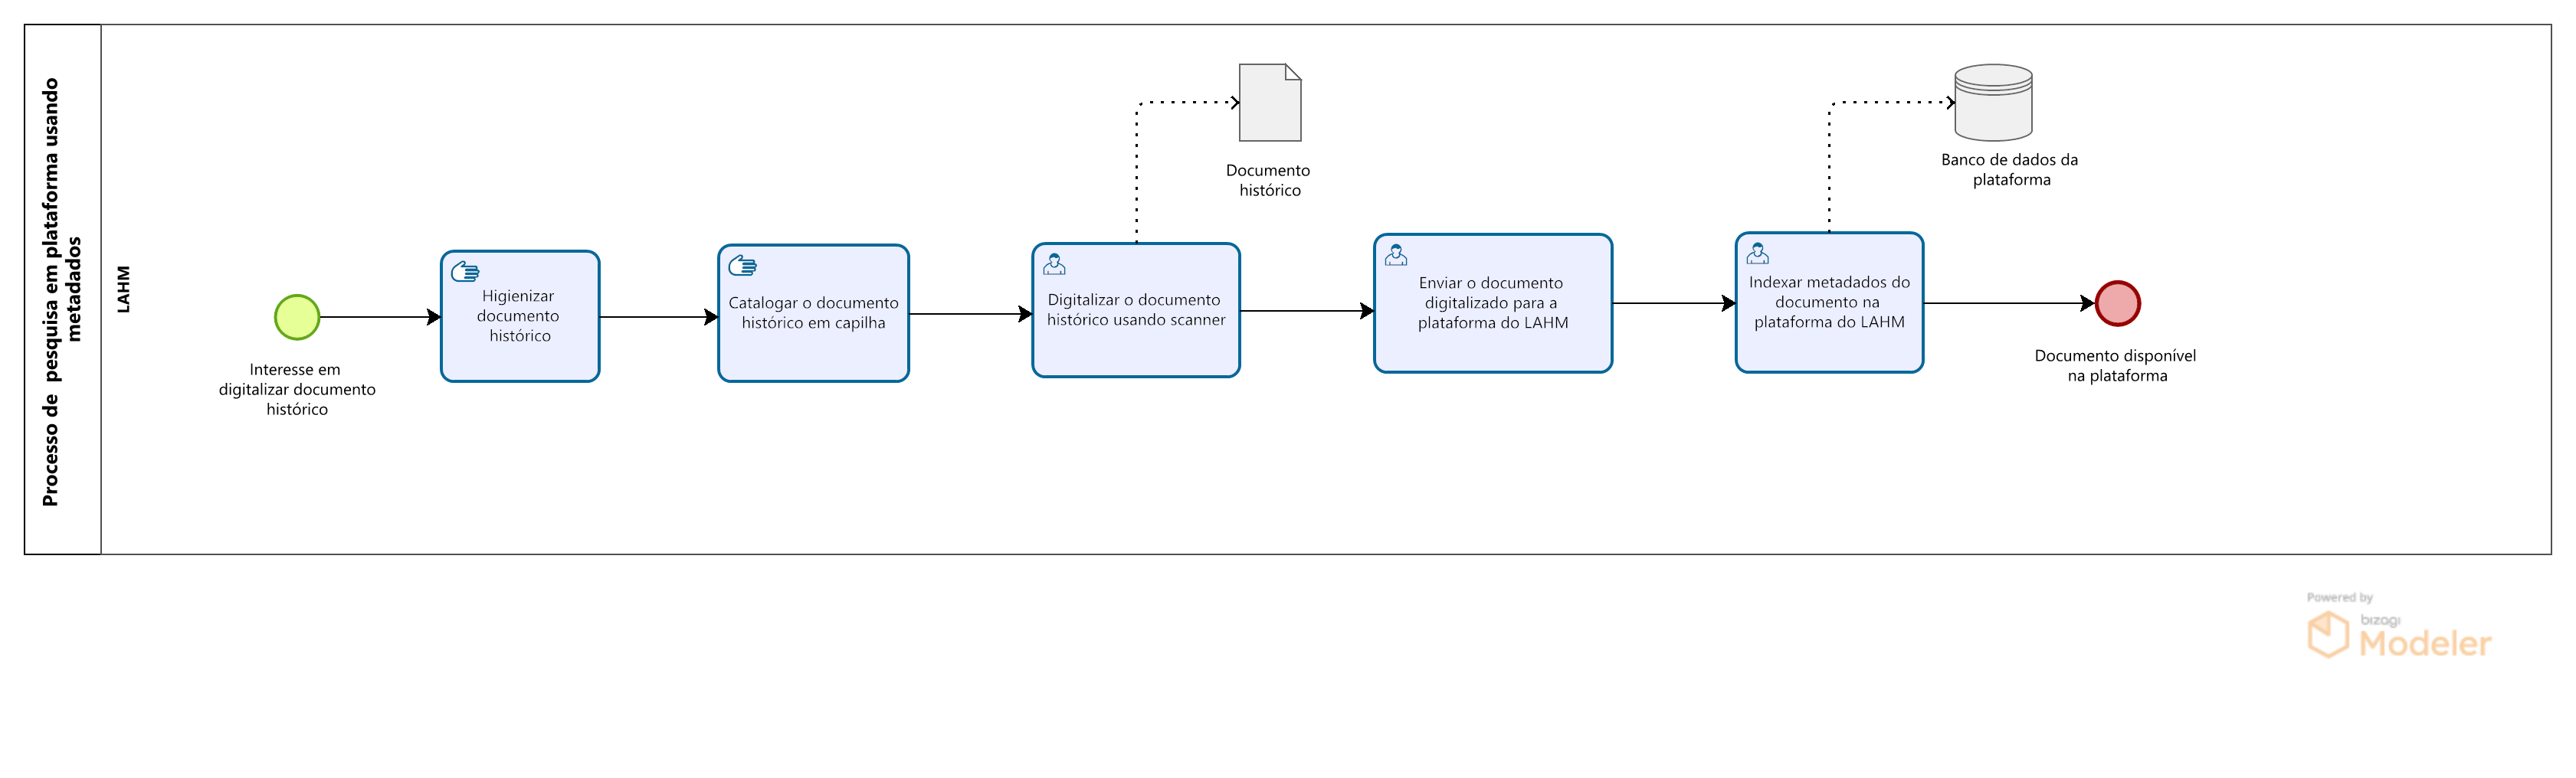 Processo de pesquisa em plataforma usando
metadados
LAHM
Interesse em
digitalizar documento
histórico
Higienizar
documento
histórico
Catalogar o documento
histórico em capilha
Digitalizar o documento
histórico usando scanner
Documento
histórico
Enviar o documento
digitalizado para a
plataforma do LAHM
Indexar metadados do
documento na
plataforma do LAHM
Banco de dados da
plataforma
Documento disponível
na plataforma
Powered by
bizagi
Modeler